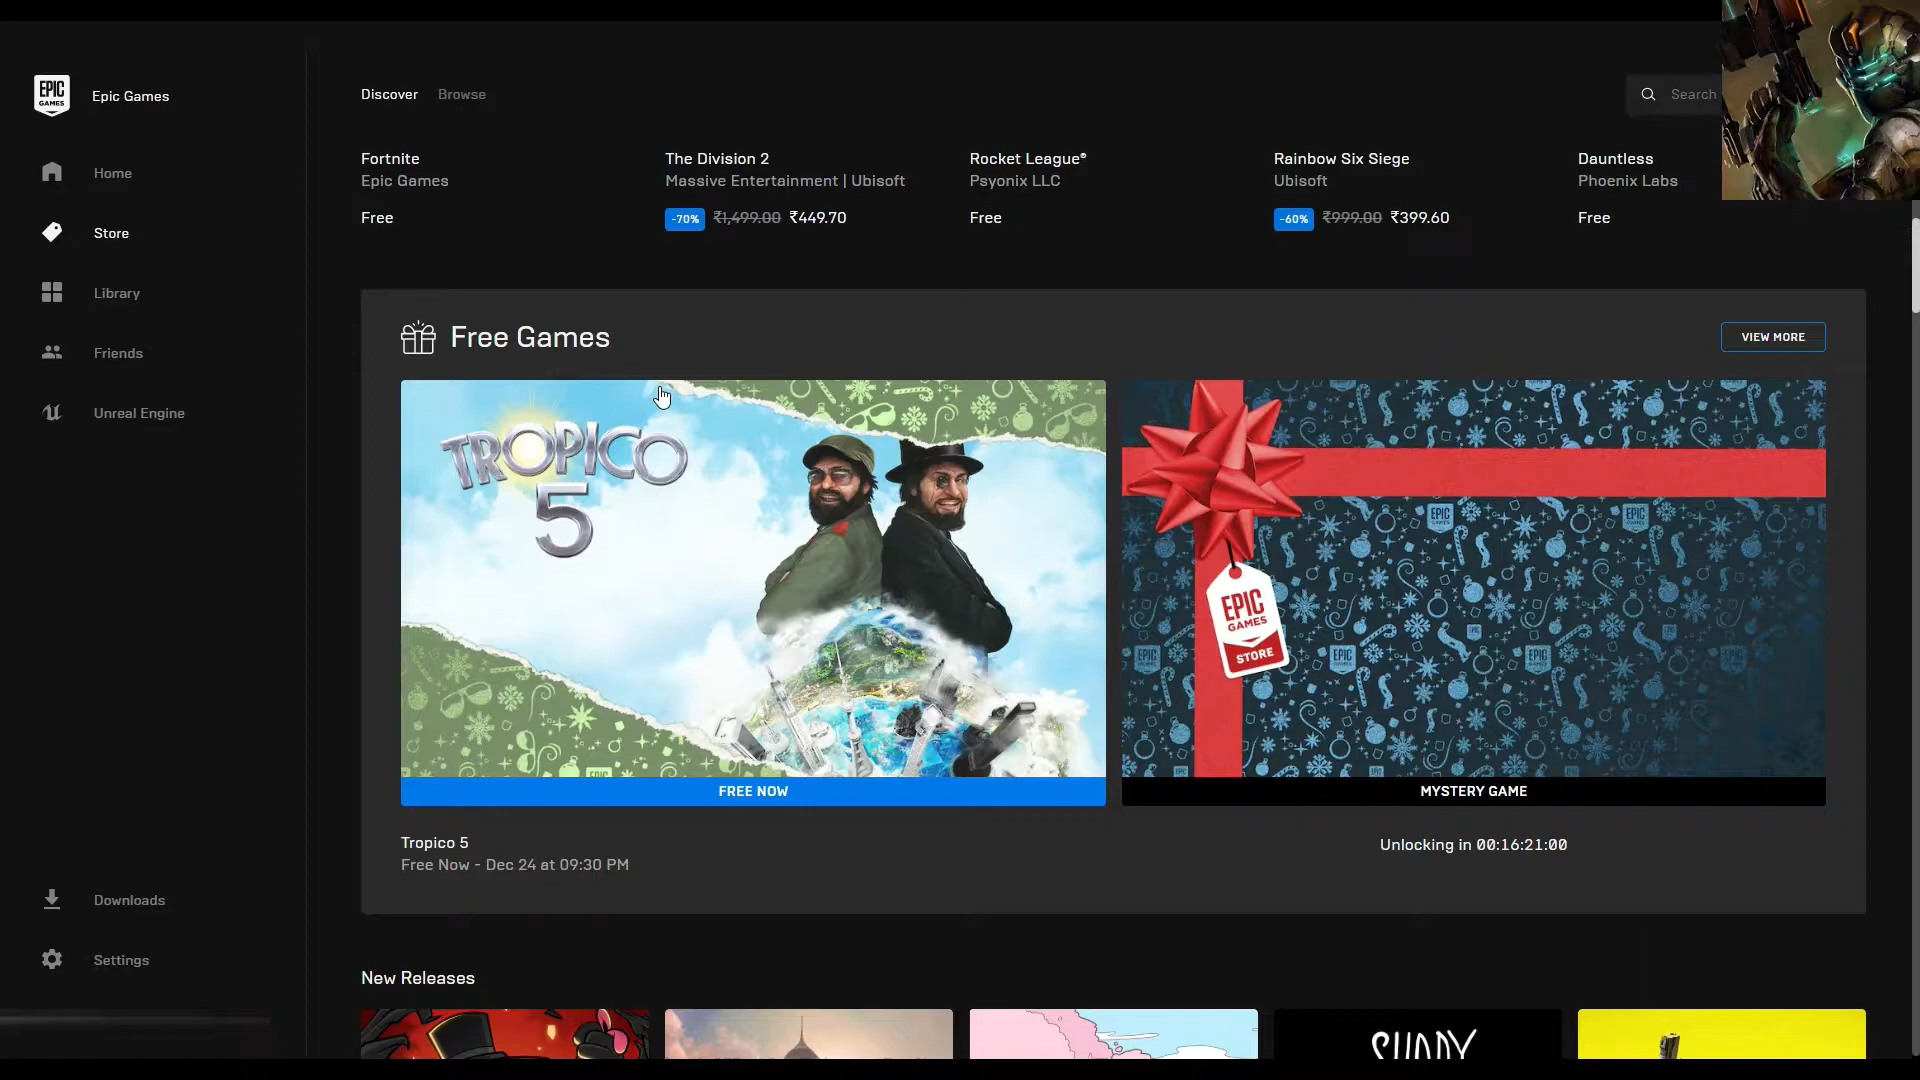 EPIC
GAMES
Epic Games
Discover
Browse
Search
Home
Store
Library
Friends
Unreal Engine
Downloads
Settings
Fortnite
Epic Games
Free
The Division 2
Massive Entertainment | Ubisoft
-70% ₹1,499.00 ₹449.70
Rocket League®
Psyonix LLC
Free
Rainbow Six Siege
Ubisoft
-60% ₹999.00 ₹399.60
Dauntless
Phoenix Labs
Free
Free Games
VIEW MORE
TROPICO
5
FREE NOW
Tropico 5
Free Now - Dec 24 at 09:30 PM
EPIC
GAMES
STORE
MYSTERY GAME
Unlocking in 00:16:21:00
New Releases